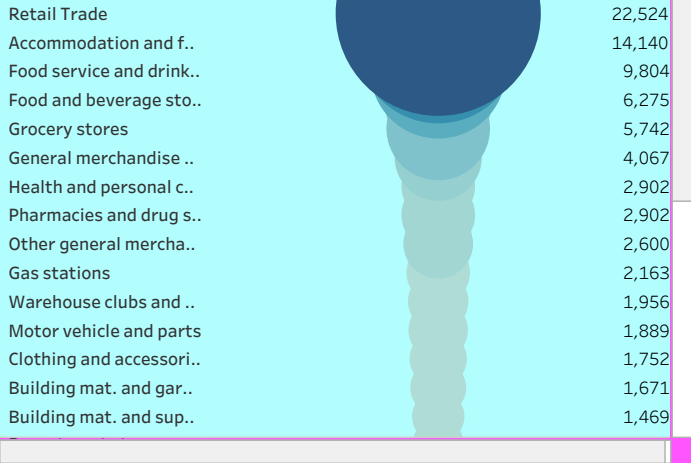 Retail Trade 22,524
Accommodation and f.. 14,140
Food service and drink.. 9,804
Food and beverage sto.. 6,275
Grocery stores 5,742
General merchandise .. 4,067
Health and personal c.. 2,902
Pharmacies and drug s.. 2,902
Other general mercha.. 2,600
Gas stations 2,163
Warehouse clubs and .. 1,956
Motor vehicle and parts 1,889
Clothing and accessori.. 1,752
Building mat. and gar.. 1,671
Building mat. and sup.. 1,469